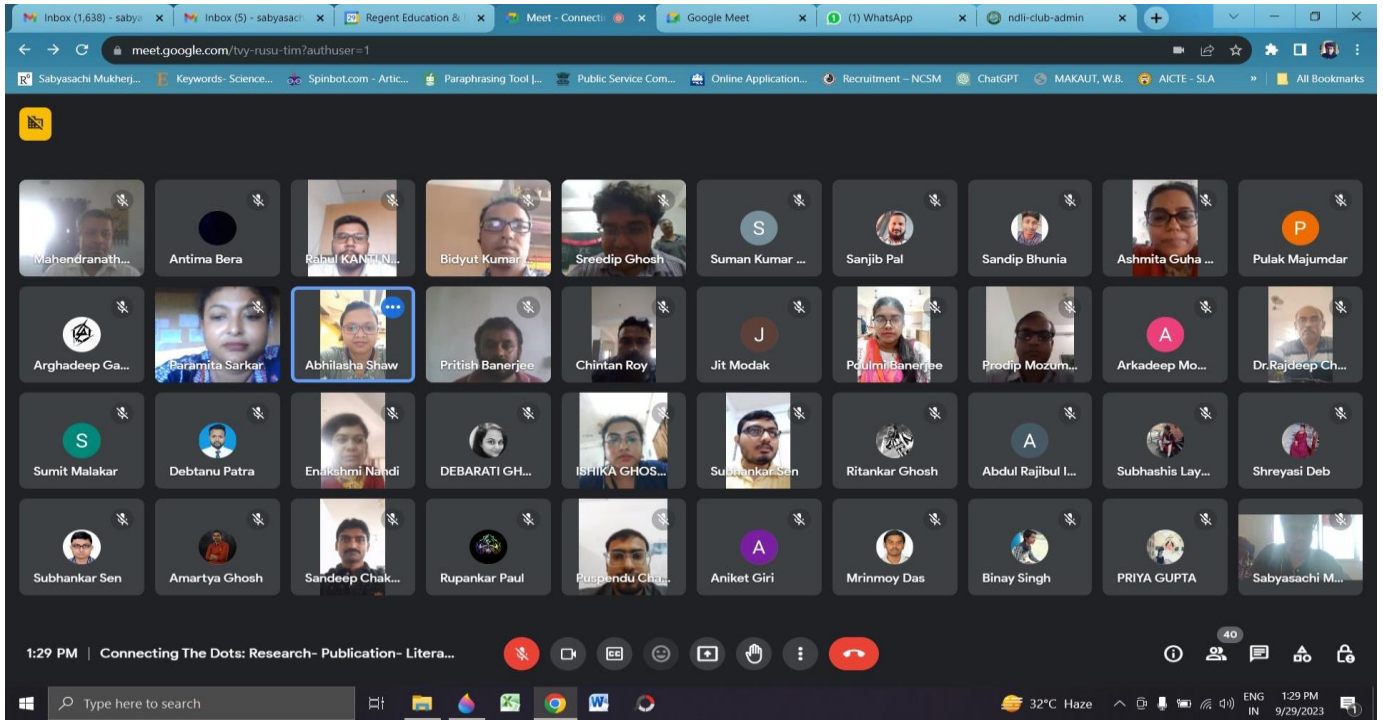 Inbox (1,638) - sabya
Inbox (5) - sabyasach
Regent Education &
Meet - Connecti
Google Meet
(1) WhatsApp
ndli-club-admin
meet.google.com/tvy-rusu-tim?authuser=1
Sabyasachi Mukherj...
Keywords- Science...
Spinbot.com - Artic...
Paraphrasing Tool |...
Public Service Com...
Online Application...
Recruitment – NCSM
ChatGPT
MAKAUT, W.B.
AICTE - SLA
»
All Bookmarks
Mahendranath...
Antima Bera
Rahul KANTI N...
Bidyut Kumar ...
Sreedip Ghosh
S
Suman Kumar ...
Sanjib Pal
Sandip Bhunia
Ashmita Guha ...
P
Pulak Majumdar
Arghadeep Ga...
Paramita Sarkar
Abhilasha Shaw
Pritish Banerjee
Chintan Roy
J
Jit Modak
Poulmi Banerjee
Prodip Mozum...
A
Arkadeep Mo...
Dr.Rajdeep Ch...
S
Sumit Malakar
Debtanu Patra
Enakshmi Nandi
DEBARATI GH...
ISHIKA GHOS...
Subhankar Sen
Ritankar Ghosh
A
Abdul Rajibul I...
Subhashis Lay...
Shreyasi Deb
Subhankar Sen
Amartya Ghosh
Sandeep Chak...
Rupankar Paul
Puspendu Cha...
A
Aniket Giri
Mrinmoy Das
Binay Singh
PRIYA GUPTA
Sabyasachi M...
1:29 PM | Connecting The Dots: Research- Publication- Litera...
CC
40
Type here to search
32°C Haze
ENG
IN
1:29 PM
9/29/2023
1